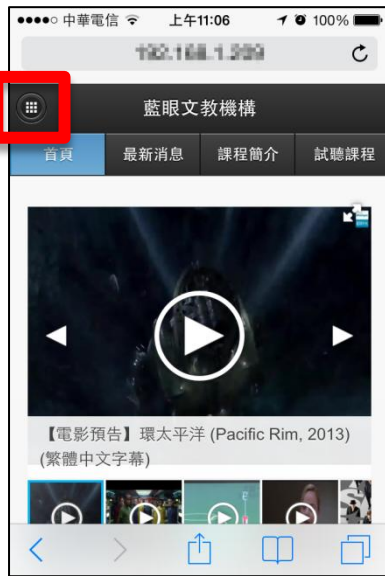 中華電信 上午11:06 100%
藍眼文教機構
首頁 最新消息 課程簡介 試聽課程
【電影預告】環太平洋 (Pacific Rim, 2013)
(繁體中文字幕)